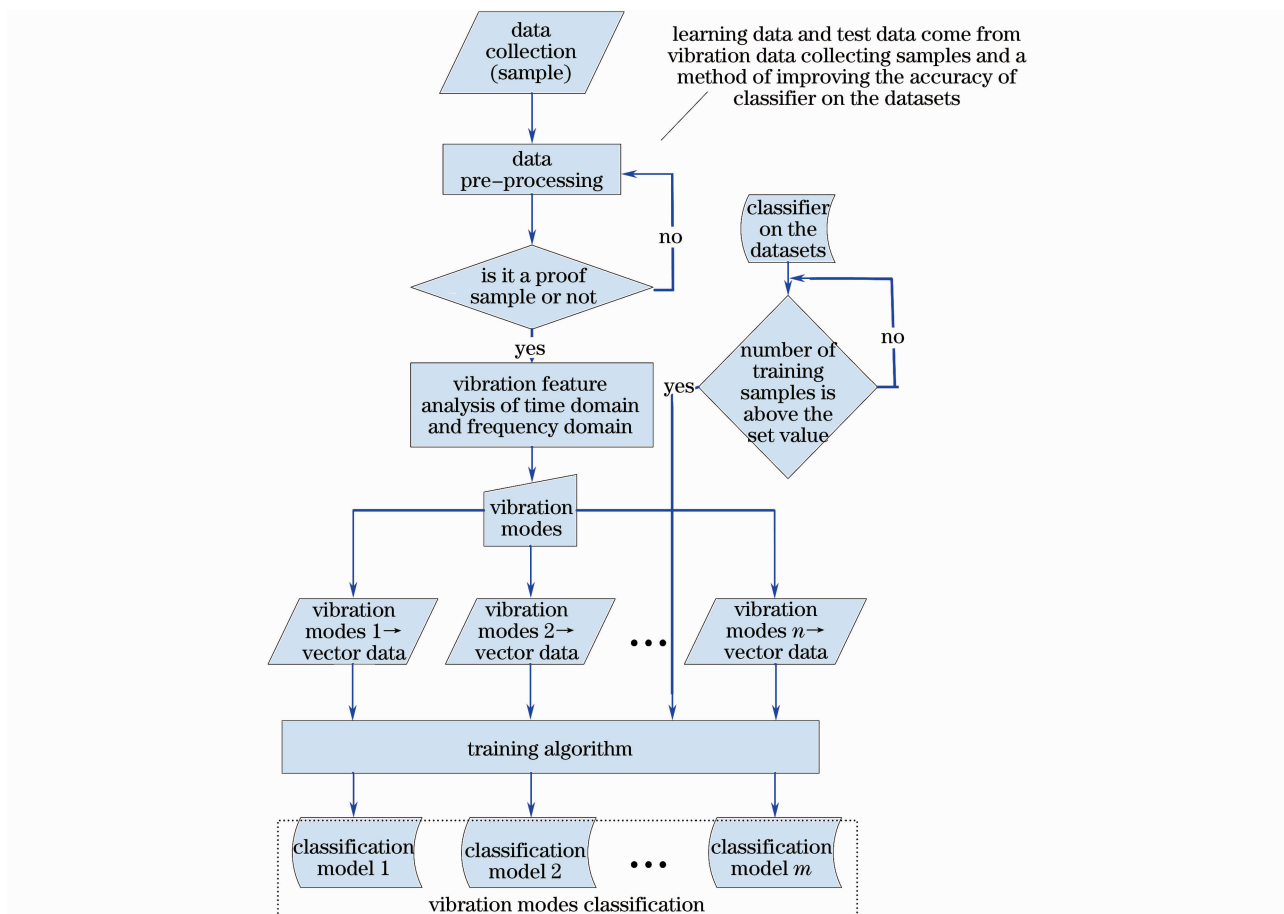 data
collection
(sample)
learning data and test data come from
vibration data collecting samples and a
method of improving the accuracy of
classifier on the datasets
data
pre-processing
no
classifier
on the
datasets
is it a proof
sample or not
yes
no
number of
training
samples is
above the
set value
yes
vibration feature
analysis of time domain
and frequency domain
vibration
modes
vibration
modes 1→
vector data
vibration
modes 2→
vector data
•••
vibration
modes n→
vector data
training algorithm
classification
model 1
classification
model 2
•••
classification
model m
vibration modes classification